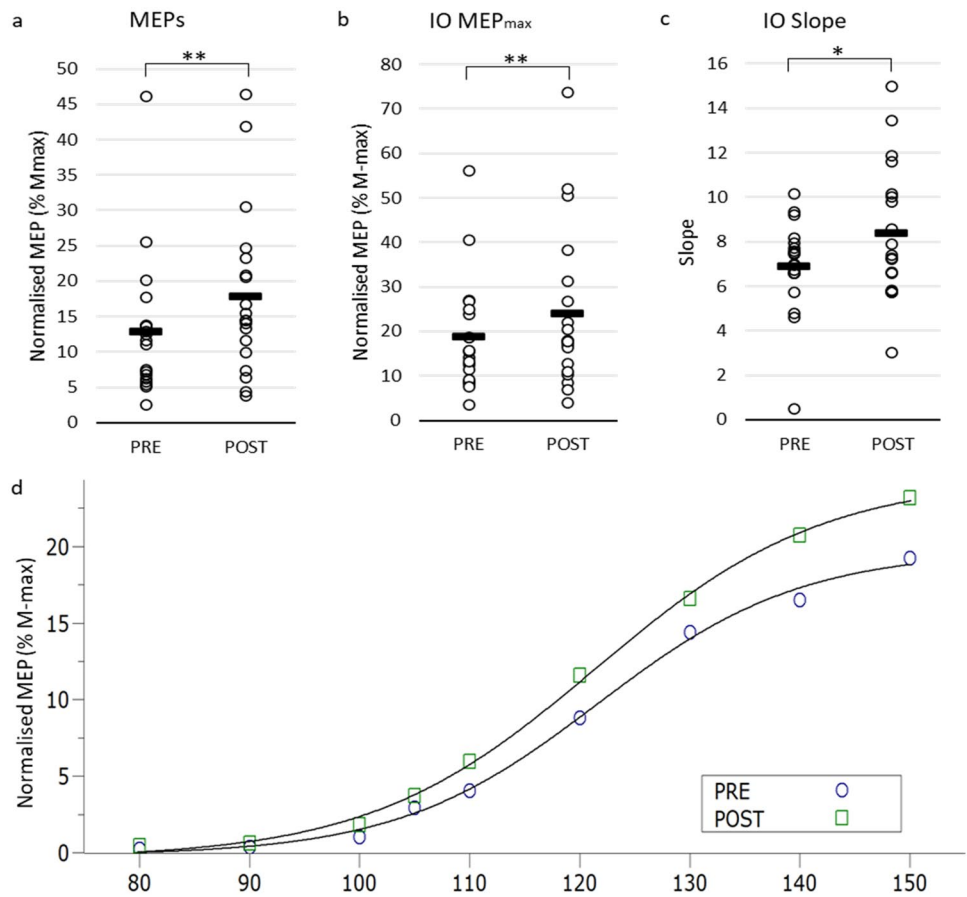 a
MEPs
b
IO MEPmax
c
IO Slope
**
**
*
Normalised MEP (% Mmax)
50
45
40
35
30
25
20
15
10
5
0
PRE
POST
Normalised MEP (% M-max)
80
70
60
50
40
30
20
10
0
PRE
POST
Slope
16
14
12
10
8
6
4
2
0
PRE
POST
d
Normalised MEP (% M-max)
20
15
10
5
0
80
90
100
110
120
130
140
150
PRE
POST